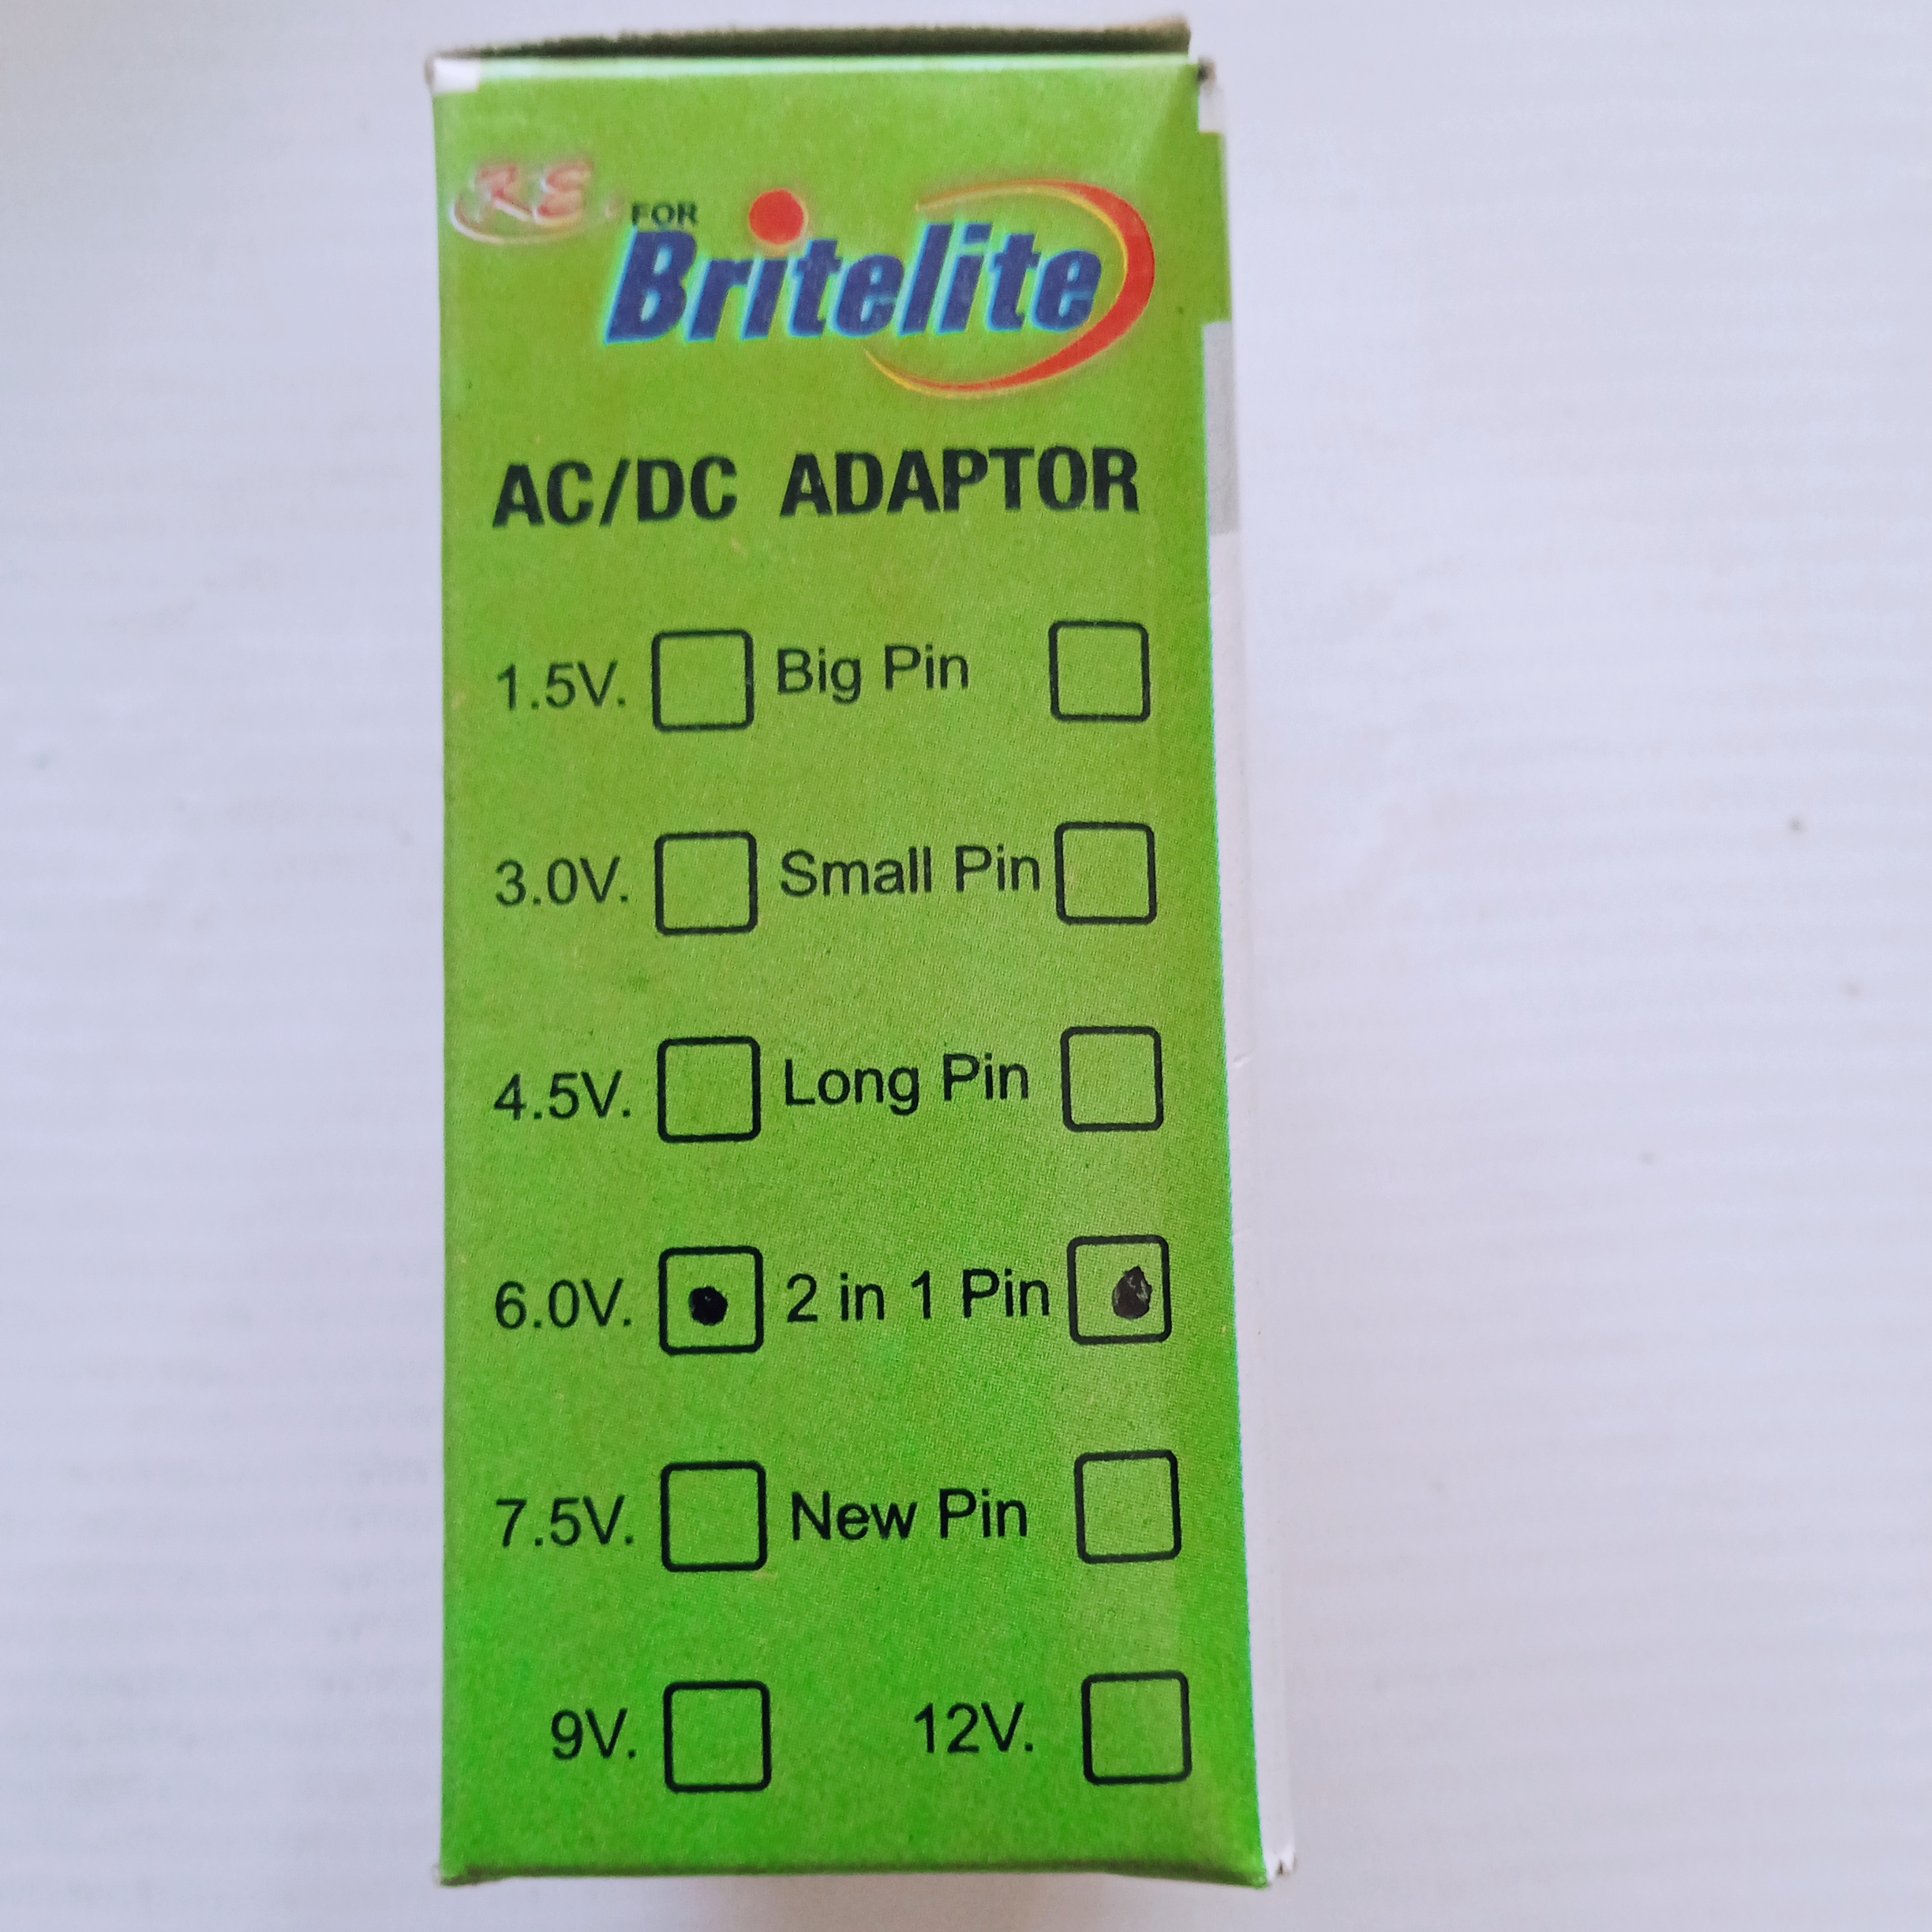 RE
FOR
Britelite
AC/DC ADAPTOR
1.5V. Big Pin
3.0V. Small Pin
4.5V. Long Pin
6.0V. 2 in 1 Pin
7.5V. New Pin
9V. 12V.